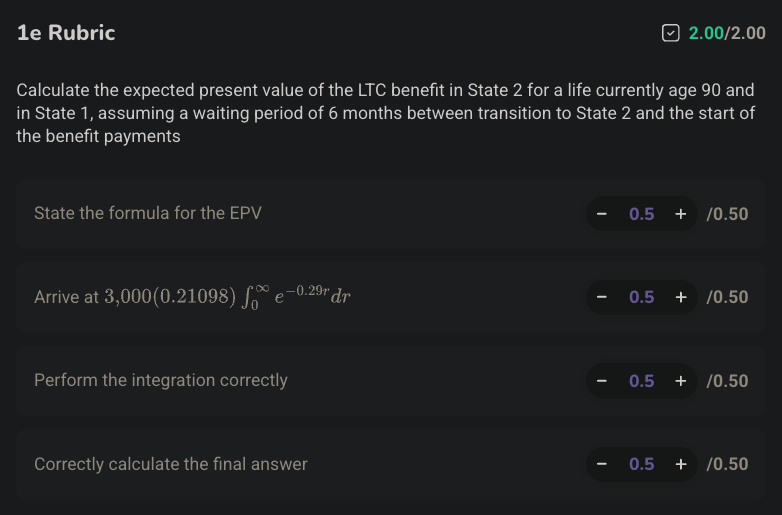 1e Rubric
2.00/2.00
Calculate the expected present value of the LTC benefit in State 2 for a life currently age 90 and
in State 1, assuming a waiting period of 6 months between transition to State 2 and the start of
the benefit payments
State the formula for the EPV
− 0.5 + /0.50
Arrive at 3,000(0.21098) ∫₀^∞ e^{−0.29r} dr
− 0.5 + /0.50
Perform the integration correctly
− 0.5 + /0.50
Correctly calculate the final answer
− 0.5 + /0.50